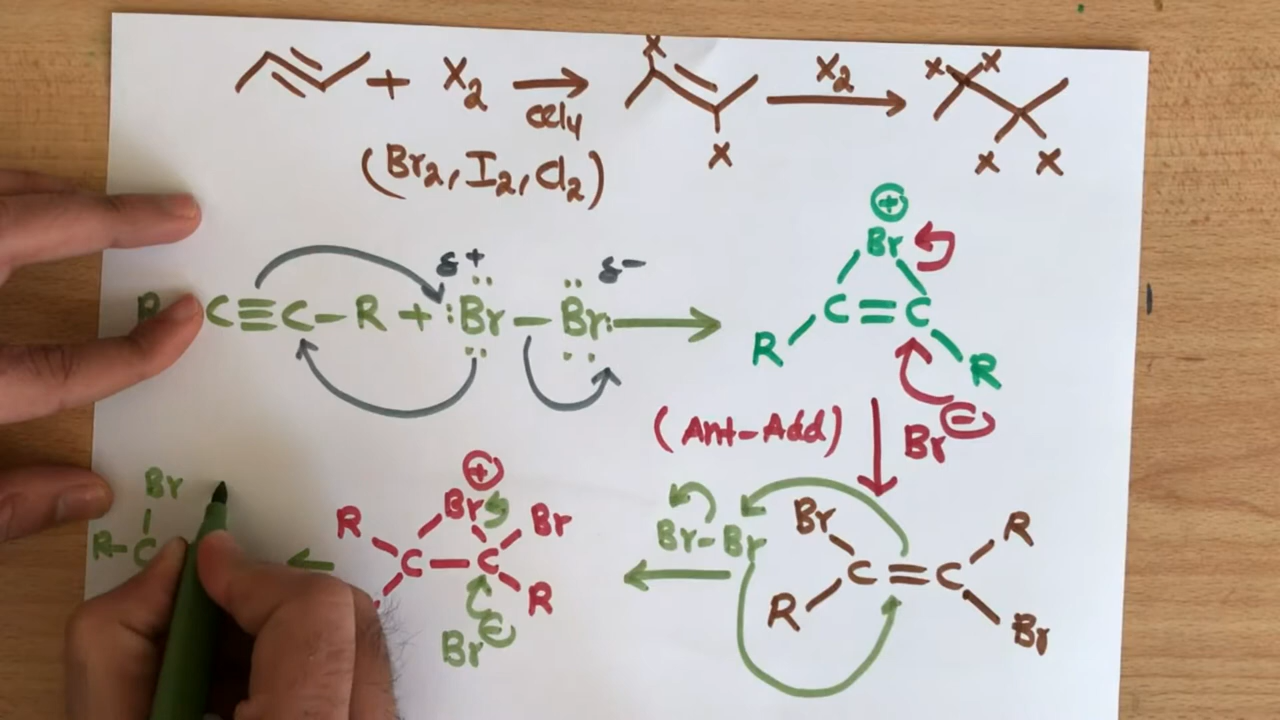 + X₂ CCl₄ X X X₂ X X X X
(Br₂, I₂, Cl₂)
⊕
δ+ δ− Br
R C≡C–R + :Br–Br: C=C
R R
(Ant-Add) Br⊖
Br ⊕ Br–Br Br R
R Br Br C=C
R–C C–C R Br
R
Br⊖